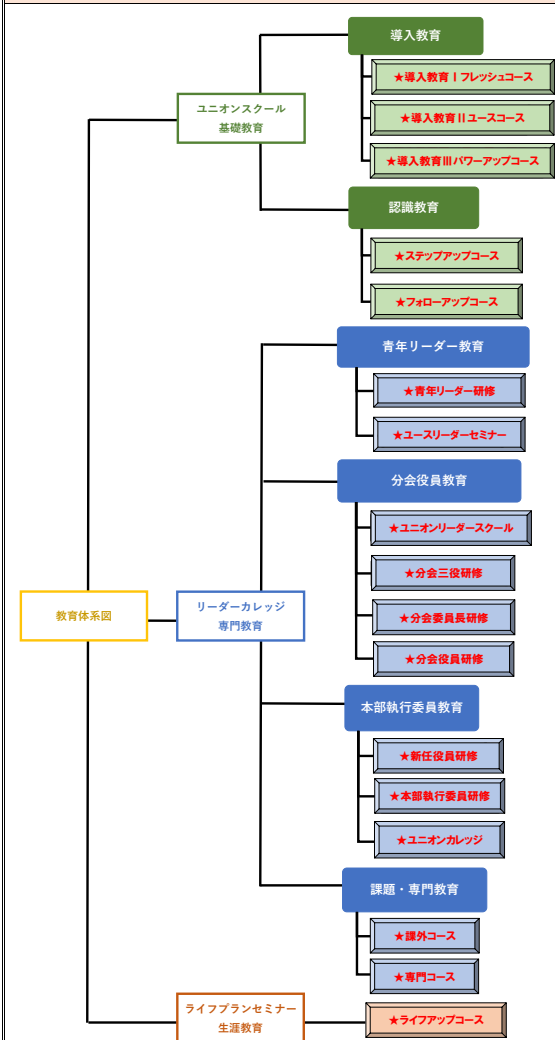 導入教育
★導入教育Ⅰフレッシュコース
★導入教育Ⅱユースコース
★導入教育Ⅲパワーアップコース
ユニオンスクール
基礎教育
認識教育
★ステップアップコース
★フォローアップコース
青年リーダー教育
★青年リーダー研修
★ユースリーダーセミナー
分会役員教育
★ユニオンリーダースクール
★分会三役研修
★分会委員長研修
★分会役員研修
教育体系図
リーダーカレッジ
専門教育
本部執行委員教育
★新任役員研修
★本部執行委員研修
★ユニオンカレッジ
課題・専門教育
★課外コース
★専門コース
ライフプランセミナー
生涯教育
★ライフアップコース